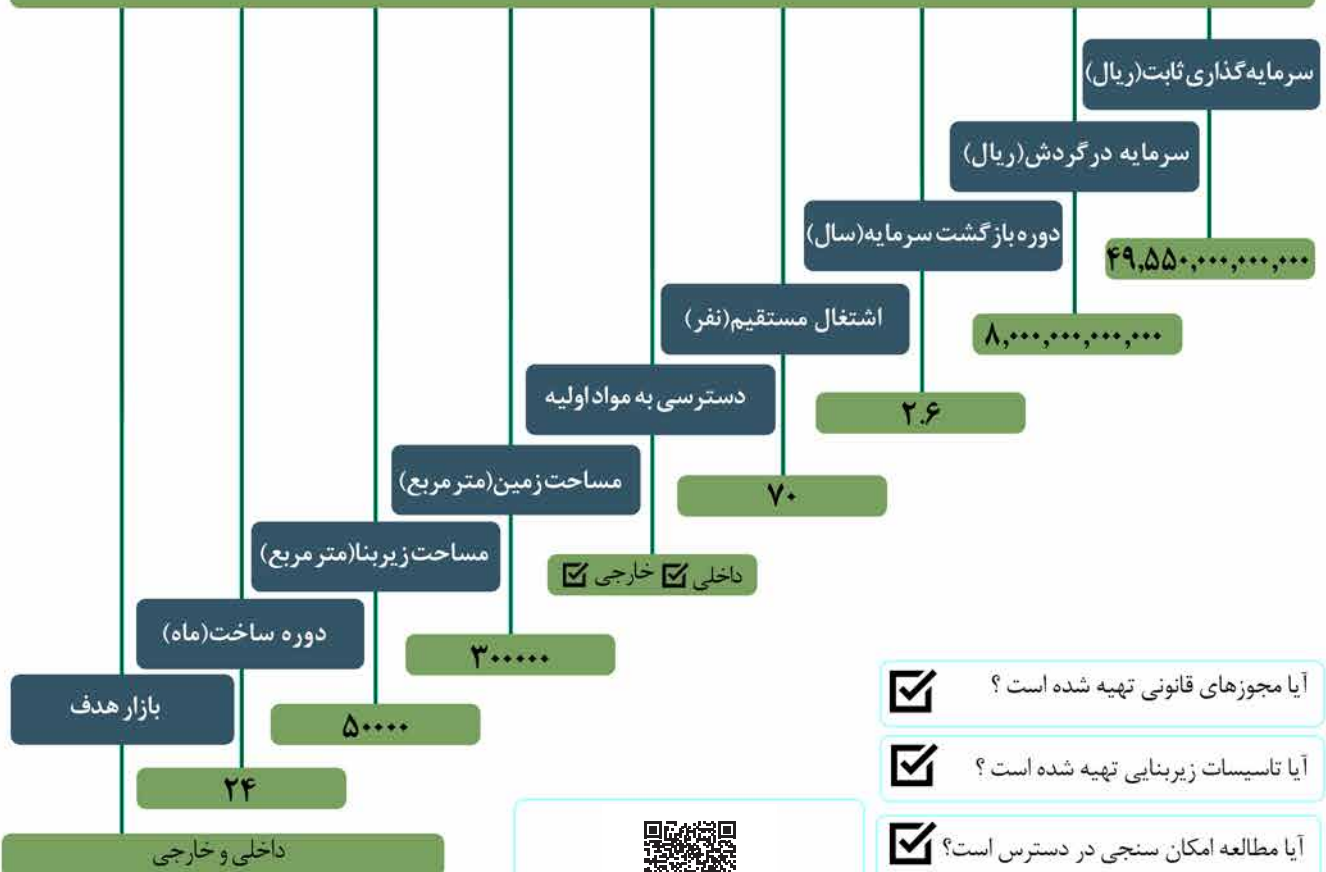 سرمایه‌گذاری ثابت(ریال)
۴۹,۵۵۰,۰۰۰,۰۰۰,۰۰۰
سرمایه در گردش(ریال)
۸,۰۰۰,۰۰۰,۰۰۰,۰۰۰
دوره بازگشت سرمایه(سال)
۲.۶
اشتغال مستقیم(نفر)
۷۰
دسترسی به مواد اولیه
داخلی ☑ خارجی ☑
مساحت زمین(متر مربع)
۳۰۰۰۰۰
مساحت زیربنا(متر مربع)
۵۰۰۰۰
دوره ساخت(ماه)
۲۴
بازار هدف
داخلی و خارجی
آیا مجوزهای قانونی تهیه شده است ؟ ☑
آیا تاسیسات زیربنایی تهیه شده است ؟ ☑
آیا مطالعه امکان سنجی در دسترس است؟ ☑